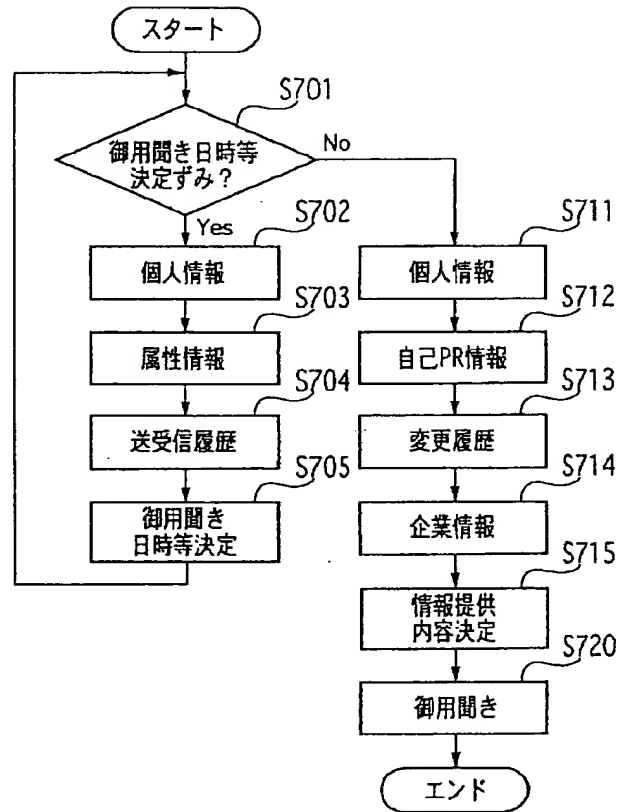 スタート
S701
御用聞き日時等
決定ずみ?
No
Yes
S702
個人情報
S703
属性情報
S704
送受信履歴
S705
御用聞き
日時等決定
S711
個人情報
S712
自己PR情報
S713
変更履歴
S714
企業情報
S715
情報提供
内容決定
S720
御用聞き
エンド